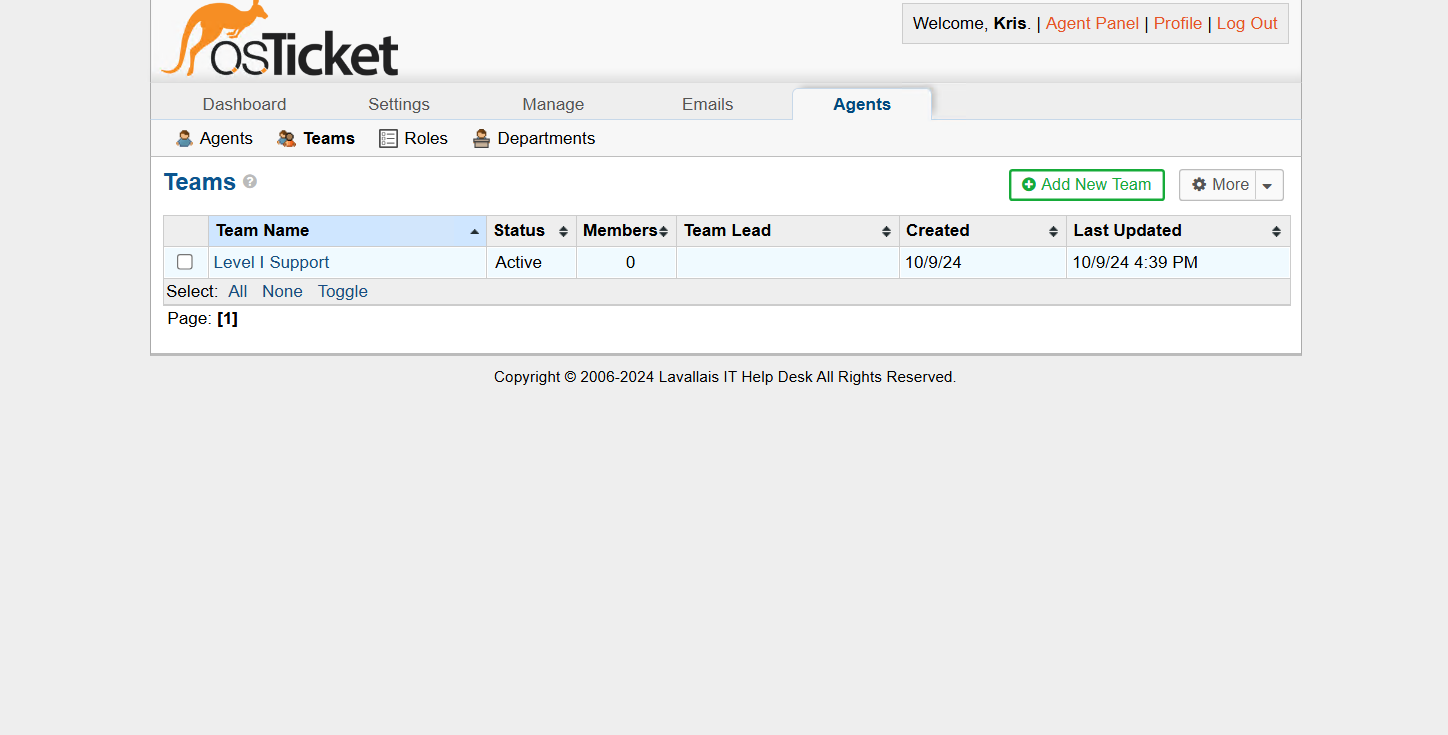 osTicket
Welcome, Kris. | Agent Panel | Profile | Log Out
Dashboard Settings Manage Emails Agents
Agents Teams Roles Departments
Teams ?
Add New Team More
Team Name Status Members Team Lead Created Last Updated
Level I Support Active 0 10/9/24 10/9/24 4:39 PM
Select: All None Toggle
Page: [1]
Copyright © 2006-2024 Lavallais IT Help Desk All Rights Reserved.